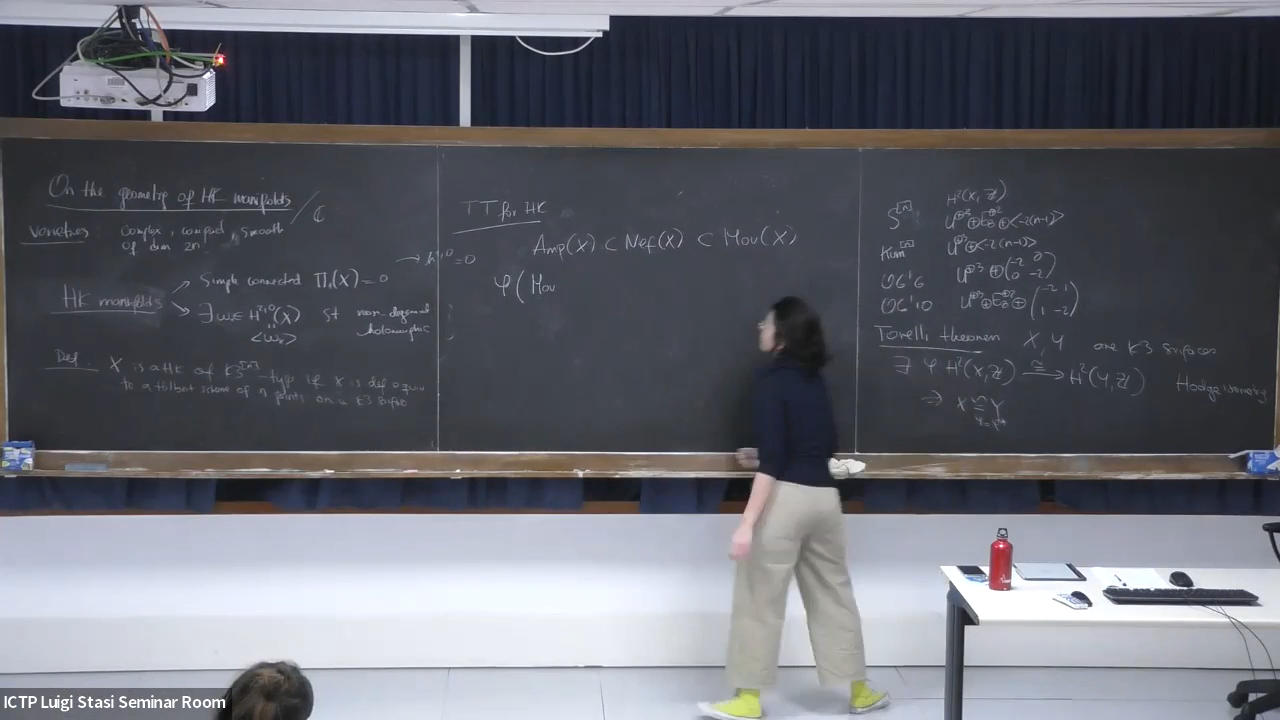 On the geometry of HK manifolds / ℂ
Varieties : complex, compact, smooth
of dim 2n
HK manifolds → Simple connected Π₁(X) = 0 → h¹,⁰ = 0
→ ∃ ω ∈ H²,⁰(X) st non-degenerate
holomorphic
Def. X is a HK of K3^[n]-type if X is def equiv
to a Hilbert scheme of n points on a K3 surface
TT for HK
Amp(X) ⊂ Nef(X) ⊂ Mov(X)
φ(Mov
H²(X, ℤ)
S^[n] U^⊕3 ⊕ E8^⊕2 ⊕ <-2(n-1)>
Kum^[n] U^⊕3 ⊕ <-2(n+1)>
OG'6 U^⊕3 ⊕ (-2 0 0 -2)
OG'10 U^⊕3 ⊕ E8^⊕2 ⊕ (-2 1 1 -2)
Torelli theorem X, Y are K3 surfaces
∃ φ H²(X,ℤ) ≅→ H²(Y,ℤ) Hodge isometry
⇒ X ≅ Y
ICTP Luigi Stasi Seminar Room